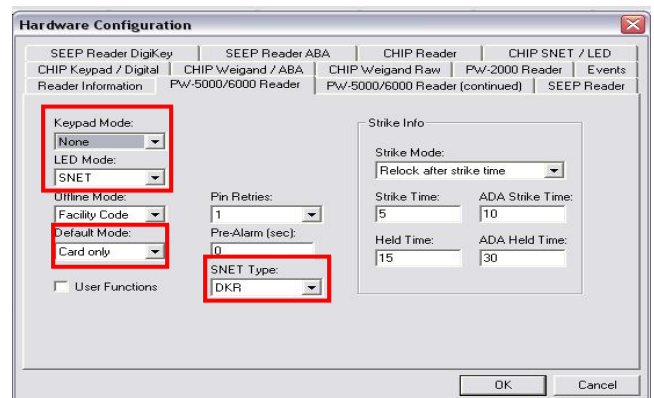 Hardware Configuration
SEEP Reader DigiKey SEEP Reader ABA CHIP Reader CHIP SNET / LED
CHIP Keypad / Digital CHIP Weigand / ABA CHIP Weigand Raw PW-2000 Reader Events
Reader Information PW-5000/6000 Reader PW-5000/6000 Reader (continued) SEEP Reader
Keypad Mode:
None
LED Mode:
SNET
Offline Mode:
Facility Code
Default Mode:
Card only
User Functions
Pin Retries:
1
Pre-Alarm (sec):
0
SNET Type:
DKR
Strike Info
Strike Mode:
Relock after strike time
Strike Time: ADA Strike Time:
5 10
Held Time: ADA Held Time:
15 30
OK Cancel